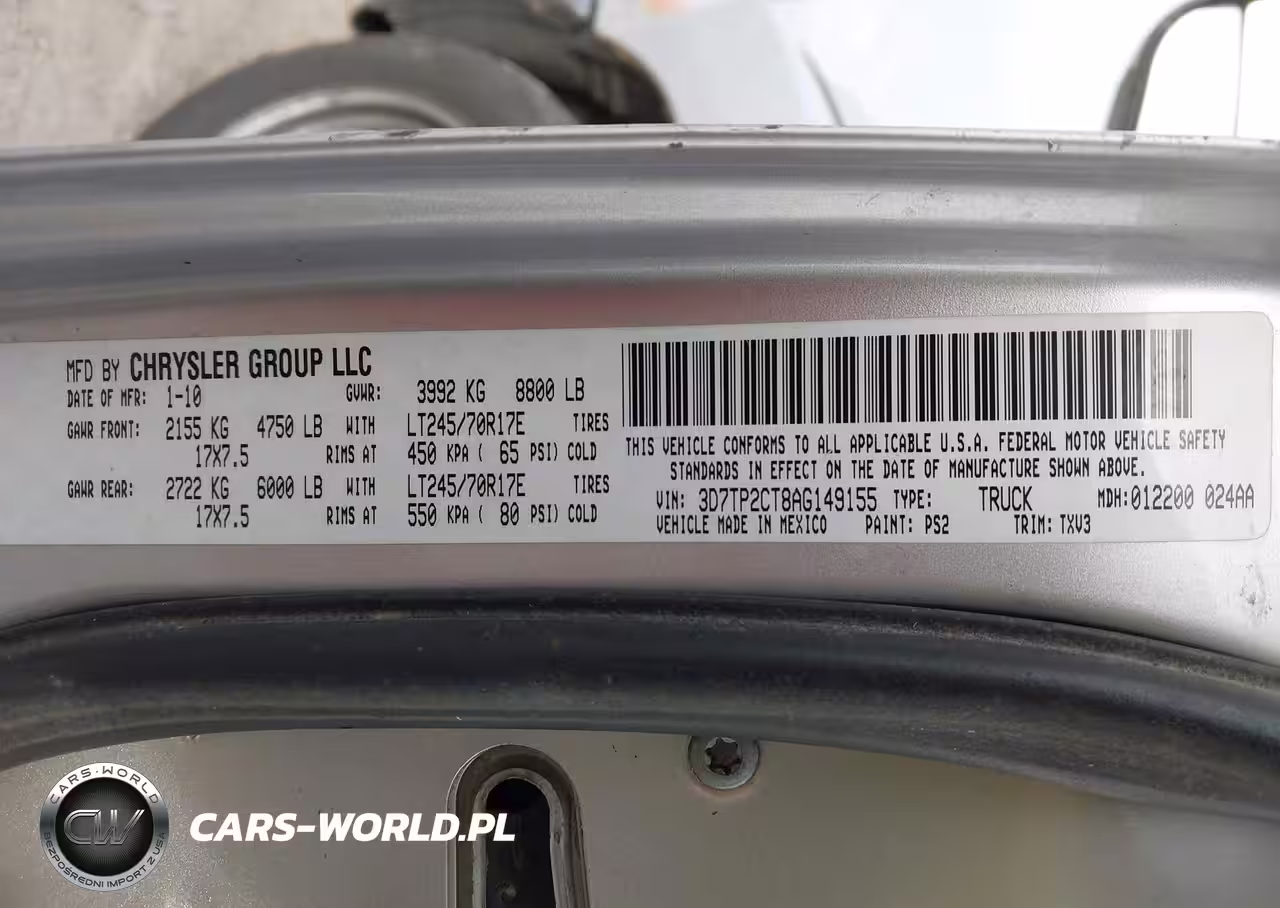 MFD BY CHRYSLER GROUP LLC
DATE OF MFR: 1-10 GVWR: 3992 KG 8800 LB
GAWR FRONT: 2155 KG 4750 LB WITH LT245/70R17E TIRES
17X7.5 RIMS AT 450 KPA ( 65 PSI) COLD
GAWR REAR: 2722 KG 6000 LB WITH LT245/70R17E TIRES
17X7.5 RIMS AT 550 KPA ( 80 PSI) COLD
THIS VEHICLE CONFORMS TO ALL APPLICABLE U.S.A. FEDERAL MOTOR VEHICLE SAFETY
STANDARDS IN EFFECT ON THE DATE OF MANUFACTURE SHOWN ABOVE.
VIN: 3D7TP2CT8AG149155 TYPE: TRUCK MDH:012200 024AA
VEHICLE MADE IN MEXICO PAINT: PS2 TRIM: TXV3
CARS-WORLD
CW
BEZPOŚREDNI IMPORT Z USA
CARS-WORLD.PL